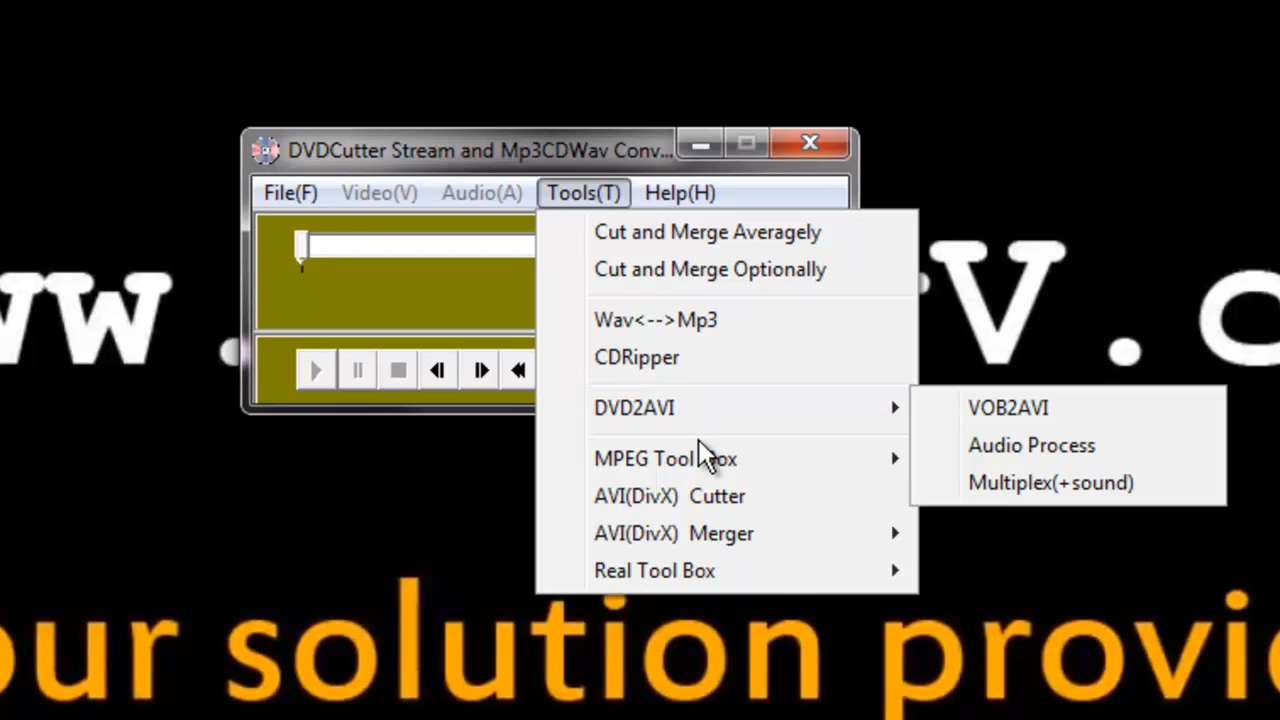 DVDCutter Stream and Mp3CDWav Conv...
File(F) Video(V) Audio(A) Tools(T) Help(H)
Cut and Merge Averagely
Cut and Merge Optionally
Wav<-->Mp3
CDRipper
DVD2AVI
VOB2AVI
Audio Process
Multiplex(+sound)
MPEG Tool Box
AVI(DivX) Cutter
AVI(DivX) Merger
Real Tool Box
our solution provi